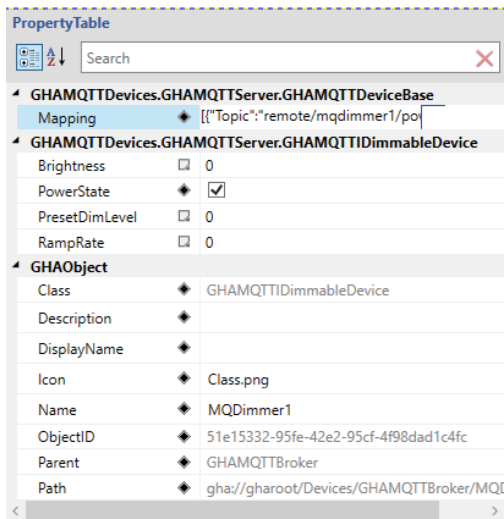 PropertyTable
Search
GHAMQTTDevices.GHAMQTTServer.GHAMQTTDeviceBase
Mapping [{"Topic":"remote/mqdimmer1/po
GHAMQTTDevices.GHAMQTTServer.GHAMQTTIDimmableDevice
Brightness 0
PowerState
PresetDimLevel 0
RampRate 0
GHAObject
Class GHAMQTTIDimmableDevice
Description
DisplayName
Icon Class.png
Name MQDimmer1
ObjectID 51e15332-95fe-42e2-95cf-4f98dad1c4fc
Parent GHAMQTTBroker
Path gha://gharoot/Devices/GHAMQTTBroker/MQD